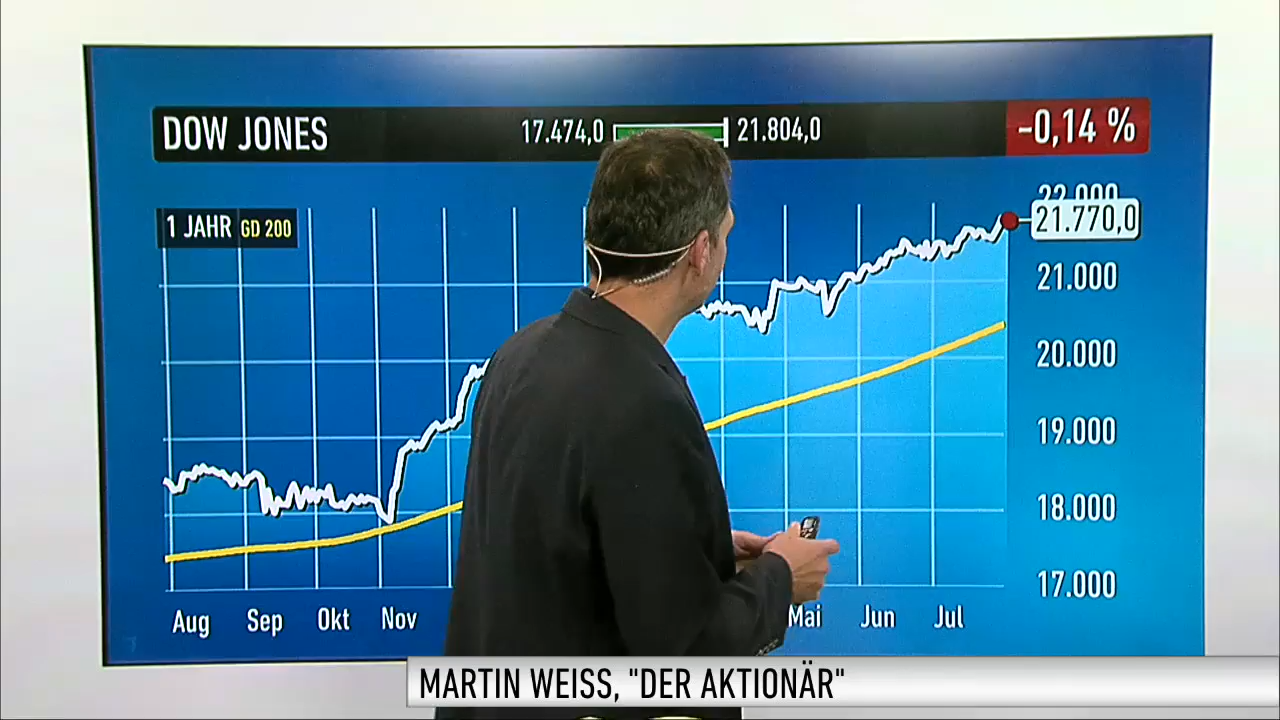 DOW JONES 17.474,0 21.804,0 -0,14 %
1 JAHR GD 200
22.000
21.770,0
21.000
20.000
19.000
18.000
17.000
Aug Sep Okt Nov Mai Jun Jul
MARTIN WEISS, "DER AKTIONÄR"